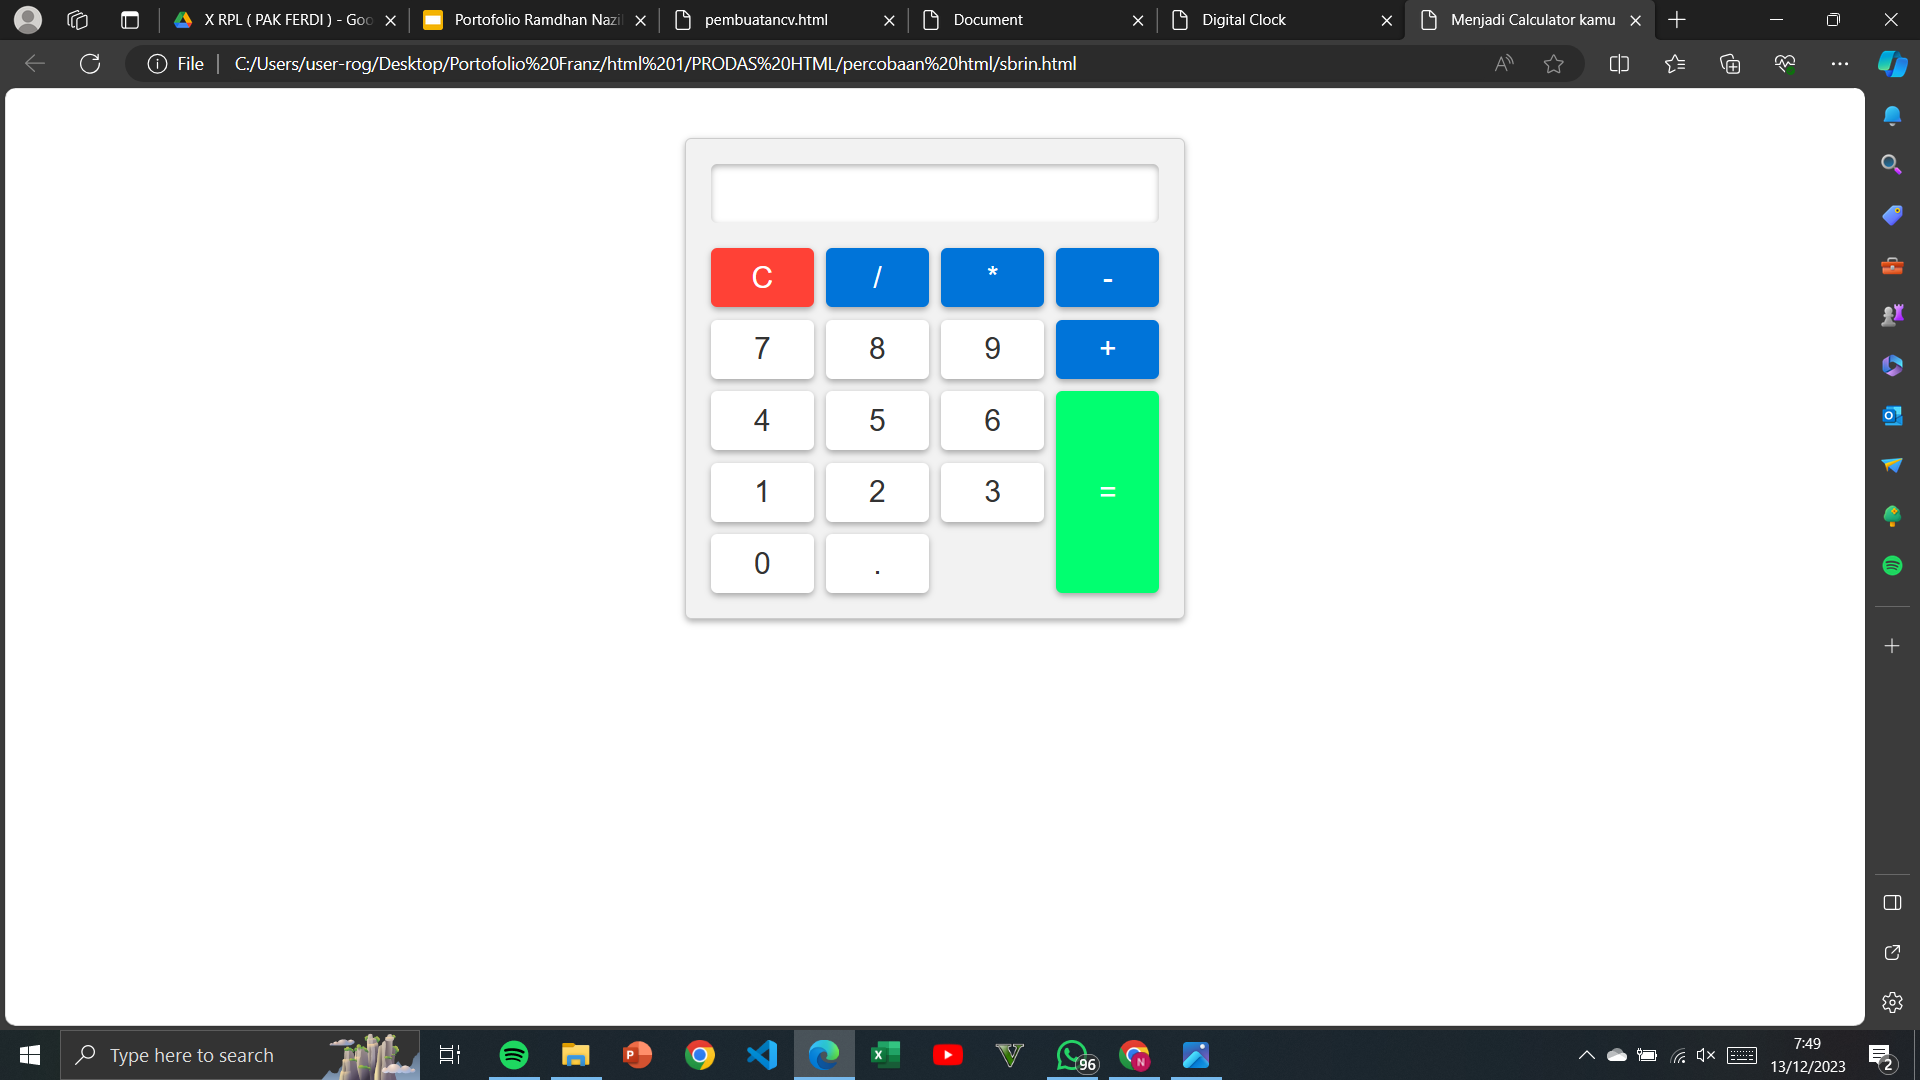 X RPL ( PAK FERDI ) - Goo
Portofolio Ramdhan Nazil
pembuatancv.html
Document
Digital Clock
Menjadi Calculator kamu
File
C:/Users/user-rog/Desktop/Portofolio%20Franz/html%201/PRODAS%20HTML/percobaan%20html/sbrin.html
C / * -
7 8 9 +
4 5 6
1 2 3 =
0 .
Type here to search
96
N
7:49
13/12/2023
2